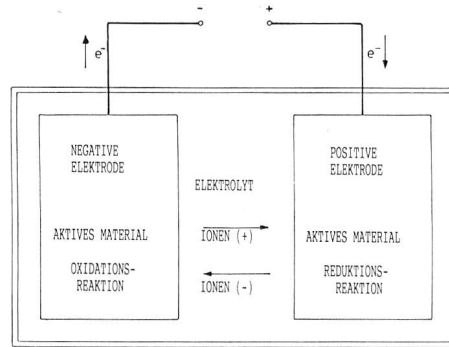 - +
e⁻ e⁻
NEGATIVE
ELEKTRODE
AKTIVES MATERIAL
OXIDATIONS-
REAKTION
ELEKTROLYT
IONEN (+)
IONEN (-)
POSITIVE
ELEKTRODE
AKTIVES MATERIAL
REDUKTIONS-
REAKTION